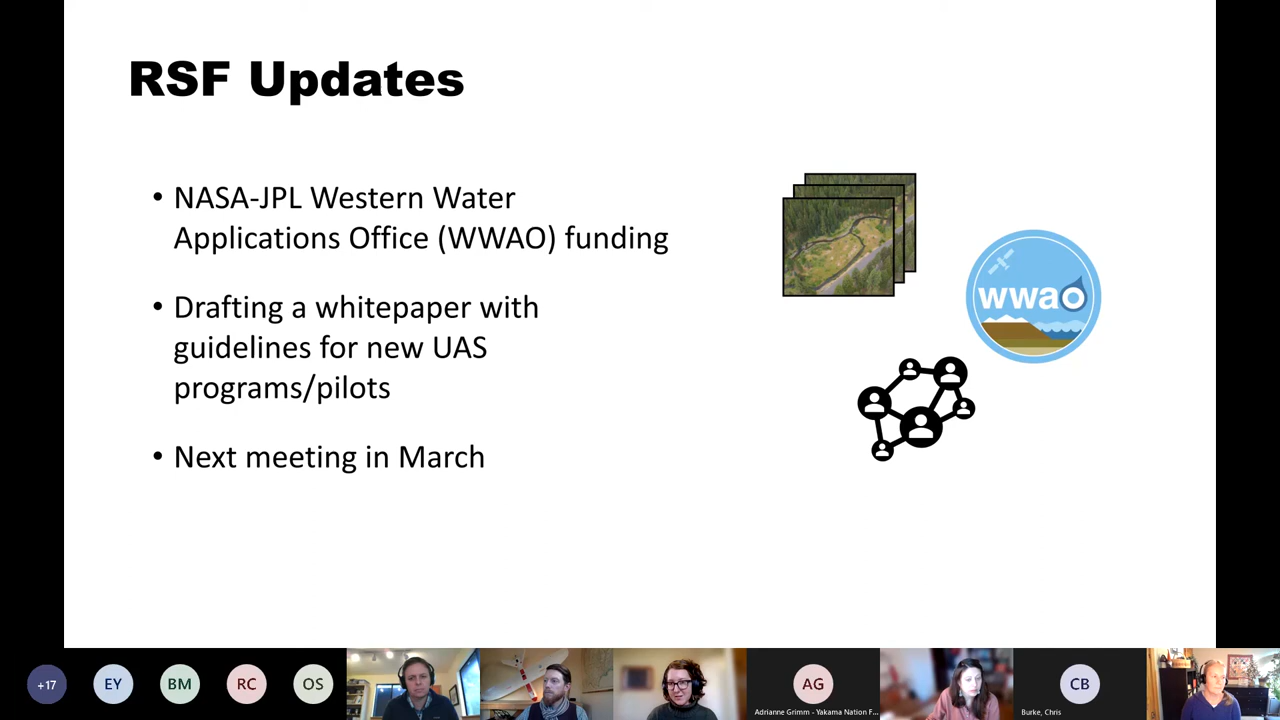 RSF Updates
• NASA-JPL Western Water
Applications Office (WWAO) funding
• Drafting a whitepaper with
guidelines for new UAS
programs/pilots
• Next meeting in March
wwao
+17
EY
BM
RC
OS
AG
Adrianne Grimm - Yakama Nation F...
CB
Burke, Chris